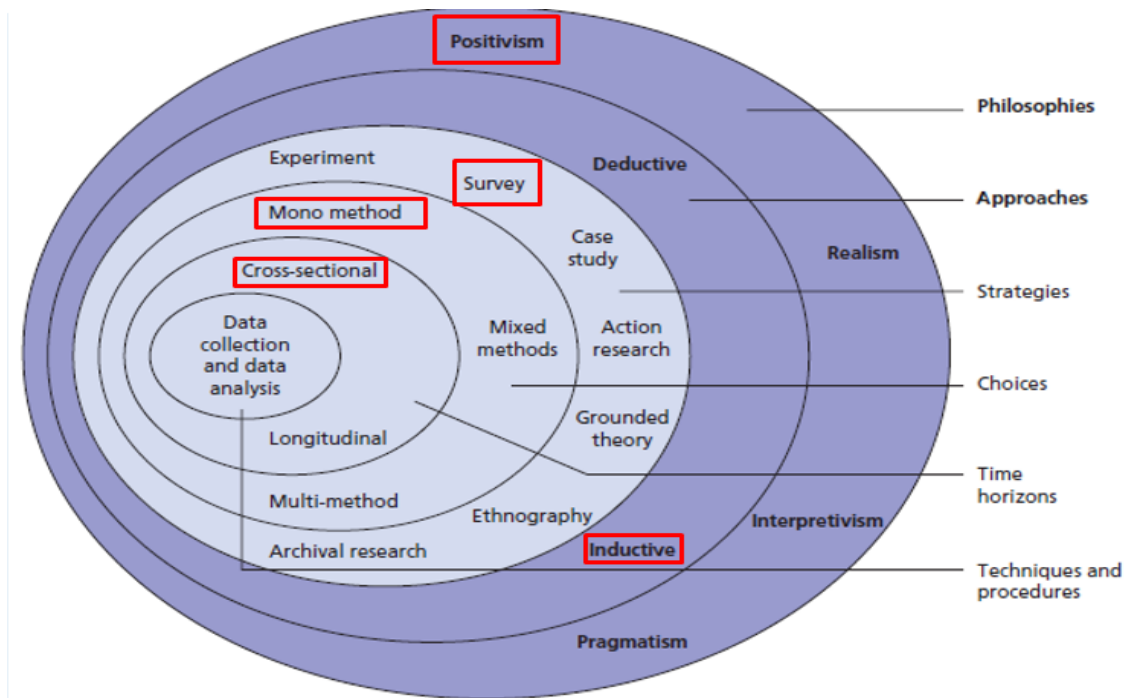 Positivism
Philosophies
Experiment
Deductive
Survey
Approaches
Mono method
Case
study
Realism
Cross-sectional
Strategies
Data
collection
and data
analysis
Mixed
methods
Action
research
Choices
Grounded
theory
Longitudinal
Time
horizons
Multi-method
Ethnography
Interpretivism
Archival research
Inductive
Techniques and
procedures
Pragmatism